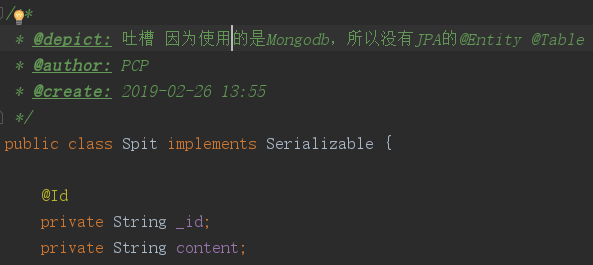 /**
 * @depict: 吐槽 因为使用的是Mongodb，所以没有JPA的@Entity @Table
 * @author: PCP
 * @create: 2019-02-26 13:55
 */
public class Spit implements Serializable {
@Id
private String _id;
private String content;